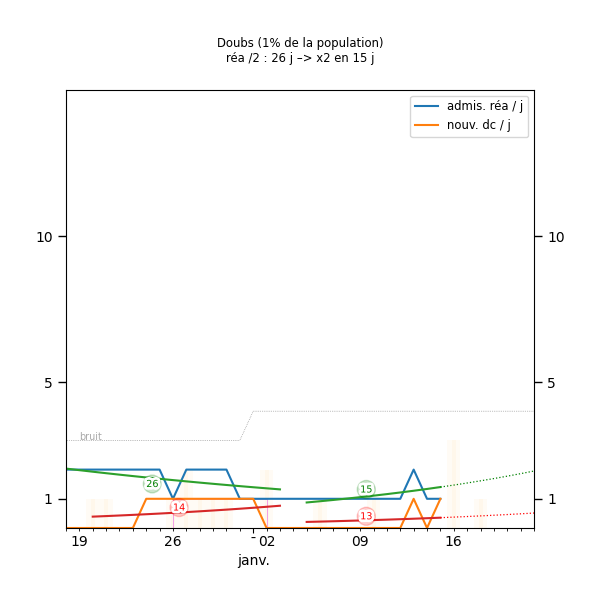 Doubs (1% de la population)
réa /2 : 26 j –> x2 en 15 j
admis. réa / j
nouv. dc / j
10
10
5
5
bruit
26
15
1
1
14
13
19
26
- 02
09
16
janv.